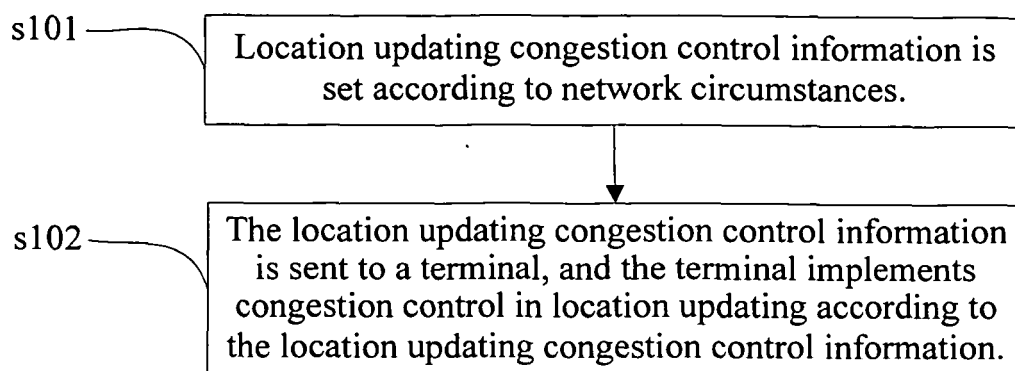 s101
Location updating congestion control information is
set according to network circumstances.
s102
The location updating congestion control information
is sent to a terminal, and the terminal implements
congestion control in location updating according to
the location updating congestion control information.